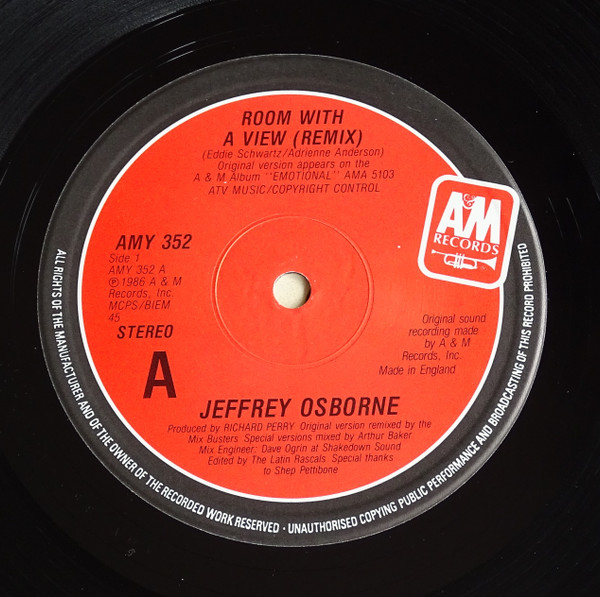 ROOM WITH
A VIEW (REMIX)
(Eddie Schwartz/Adrienne Anderson)
Original version appears on the
A & M Album "EMOTIONAL" AMA 5103
ATV MUSIC/COPYRIGHT CONTROL
A&M
RECORDS
AMY 352
Side 1
AMY 352 A
℗ 1986 A & M
Records, Inc.
MCPS/BIEM
45
STEREO
A
Original sound
recording made
by A & M
Records, Inc.
Made in England
JEFFREY OSBORNE
Produced by RICHARD PERRY Original version remixed by the
Mix Busters Special versions mixed by Arthur Baker
Mix Engineer: Dave Ogrin at Shakedown Sound
Edited by The Latin Rascals Special thanks
to Shep Pettibone
ALL RIGHTS OF THE MANUFACTURER AND OF THE OWNER OF THE RECORDED WORK RESERVED · UNAUTHORISED COPYING PUBLIC PERFORMANCE AND BROADCASTING OF THIS RECORD PROHIBITED